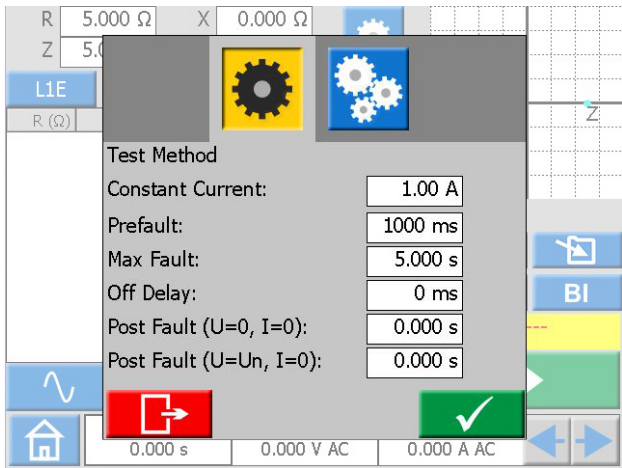 R 5.000 Ω X 0.000 Ω
Z 5.0
L1E
R (Ω)
Z
Test Method
Constant Current: 1.00 A
Prefault: 1000 ms
Max Fault: 5.000 s
Off Delay: 0 ms
BI
Post Fault (U=0, I=0): 0.000 s
Post Fault (U=Un, I=0): 0.000 s
0.000 s 0.000 V AC 0.000 A AC